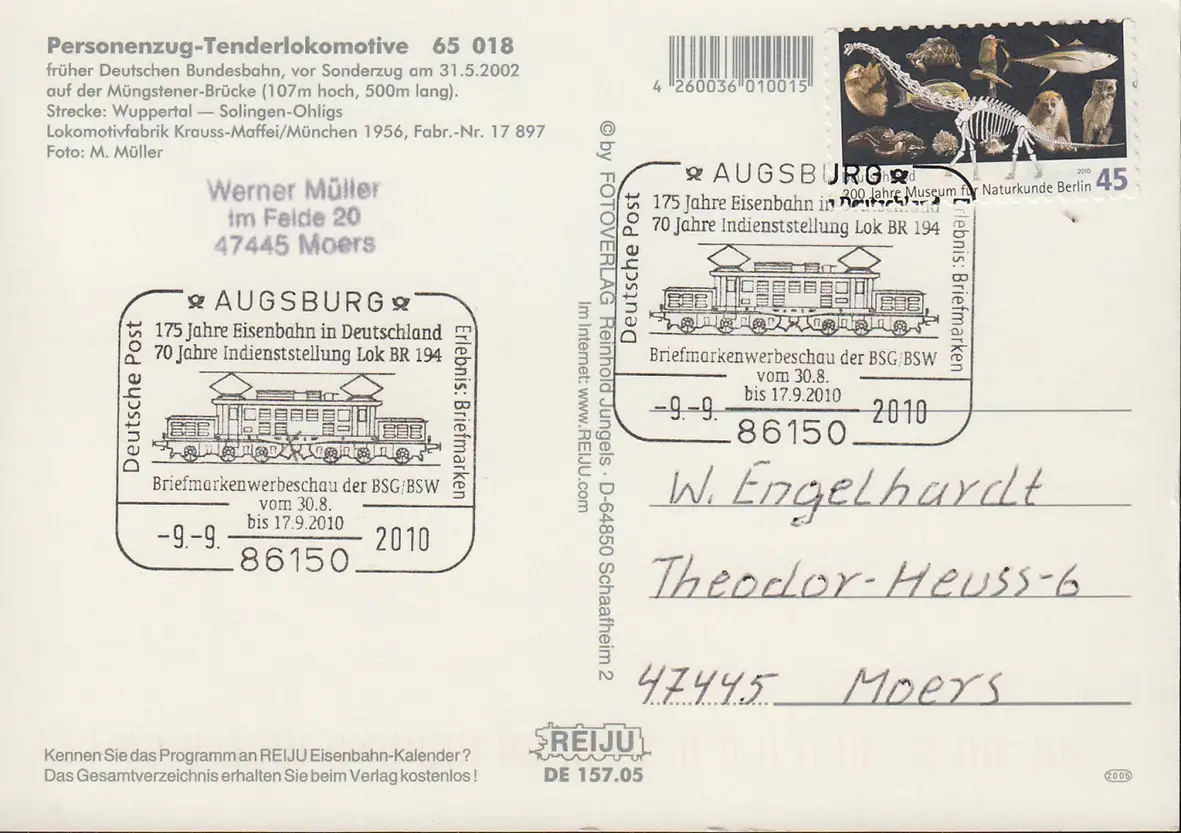 Personenzug-Tenderlokomotive 65 018
früher Deutschen Bundesbahn, vor Sonderzug am 31.5.2002
auf der Müngstener-Brücke (107m hoch, 500m lang).
Strecke: Wuppertal — Solingen-Ohligs
Lokomotivfabrik Krauss-Maffei/München 1956, Fabr.-Nr. 17 897
Foto: M. Müller
Werner Müller
Im Felde 20
47445 Moers
AUGSBURG
175 Jahre Eisenbahn in Deutschland
70 Jahre Indienststellung Lok BR 194
Deutsche Post
Erlebnis: Briefmarken
Briefmarkenwerbeschau der BSG/BSW
vom 30.8.
bis 17.9.2010
-9.-9. 2010
86150
Kennen Sie das Programm an REIJU Eisenbahn-Kalender?
Das Gesamtverzeichnis erhalten Sie beim Verlag kostenlos!
© by FOTOVERLAG Reinhold Jungels · D-64850 Schaafheim 2
Im Internet: www.REIJU.com
REIJU
DE 157.05
4 260036 010015
Deutschland
2010
200 Jahre Museum für Naturkunde Berlin 45
AUGSBURG
175 Jahre Eisenbahn in Deutschland
70 Jahre Indienststellung Lok BR 194
Deutsche Post
Erlebnis: Briefmarken
Briefmarkenwerbeschau der BSG/BSW
vom 30.8.
bis 17.9.2010
-9.-9. 2010
86150
W. Engelhardt
Theodor-Heuss-6
47445 Moers
2005